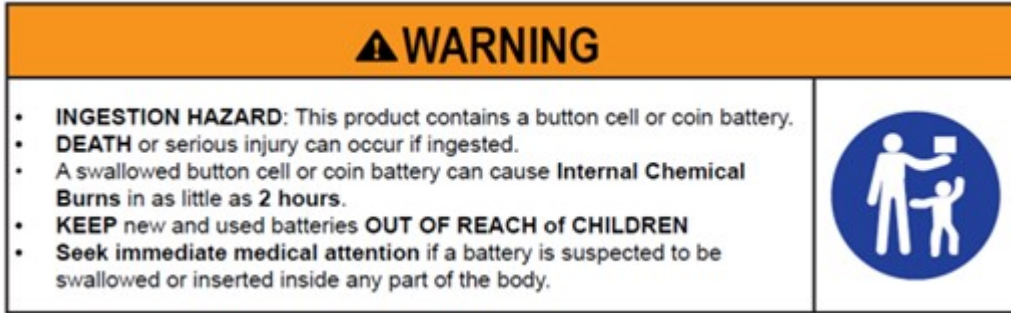 ⚠WARNING
• INGESTION HAZARD: This product contains a button cell or coin battery.
• DEATH or serious injury can occur if ingested.
• A swallowed button cell or coin battery can cause Internal Chemical
Burns in as little as 2 hours.
• KEEP new and used batteries OUT OF REACH of CHILDREN
• Seek immediate medical attention if a battery is suspected to be
swallowed or inserted inside any part of the body.